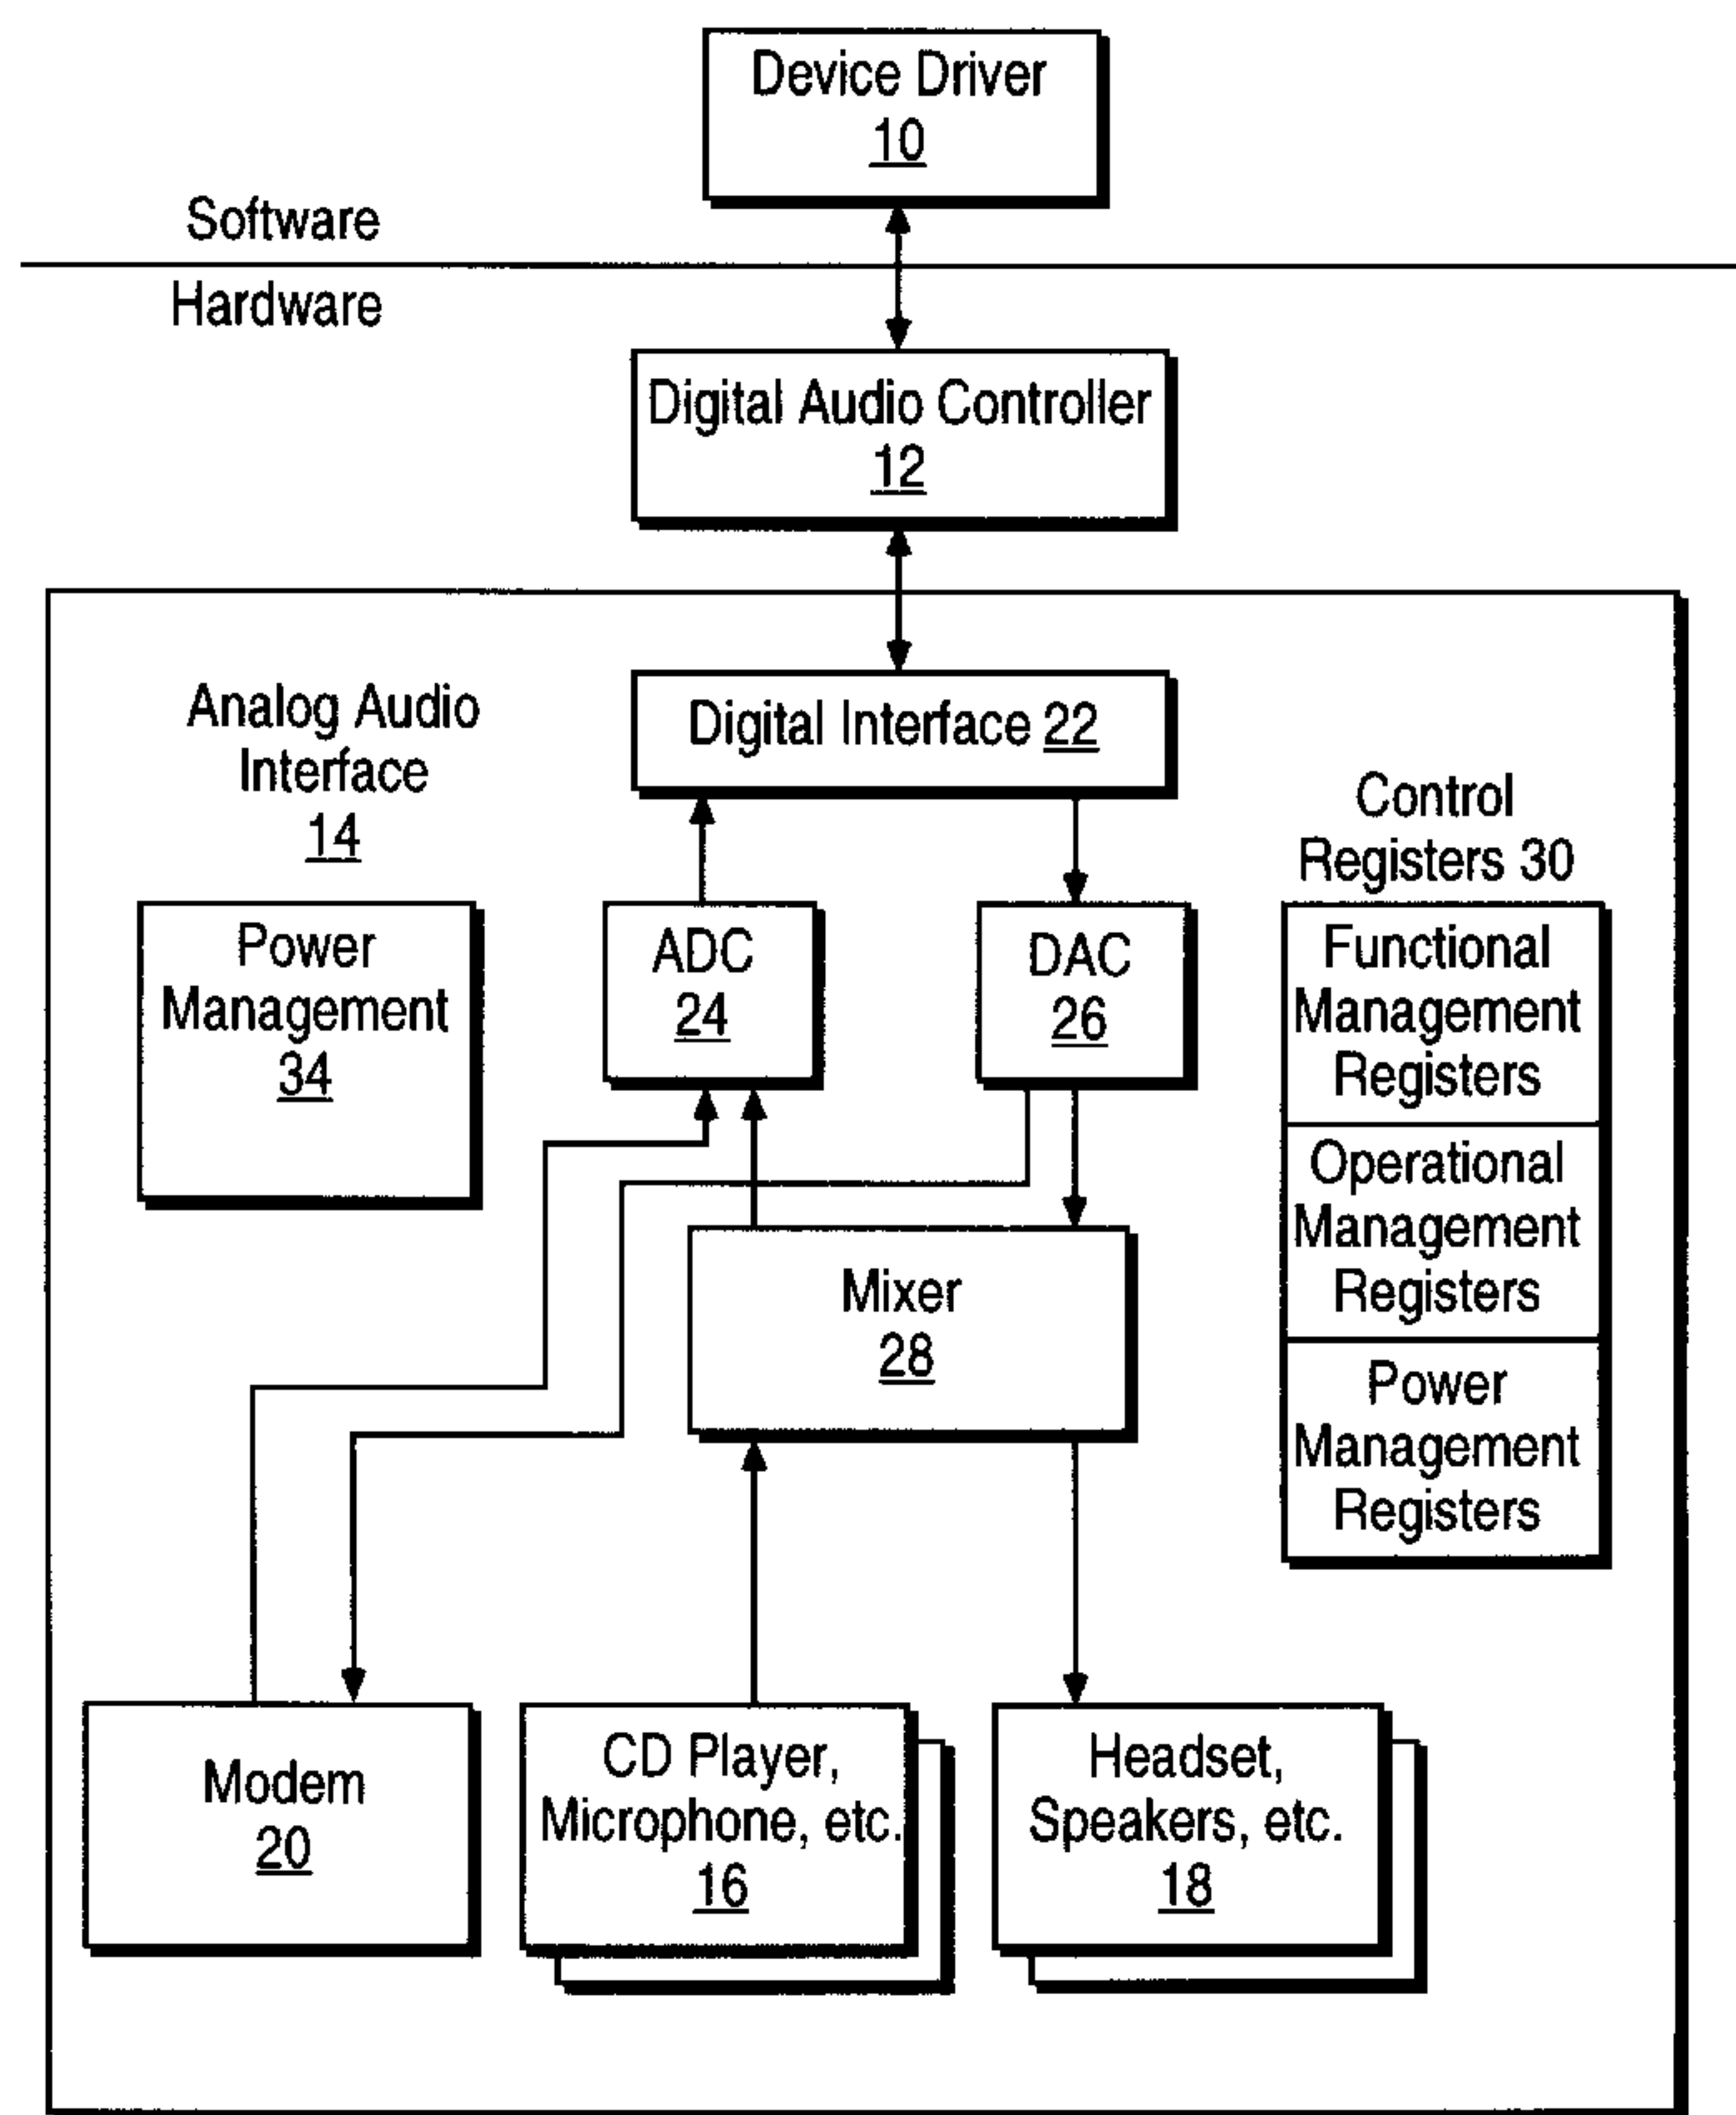 Device Driver
10
Software
Hardware
Digital Audio Controller
12
Analog Audio
Interface
14
Digital Interface 22
Control
Registers 30
Power
Management
34
ADC
24
DAC
26
Functional
Management
Registers
Operational
Management
Registers
Power
Management
Registers
Mixer
28
Modem
20
CD Player,
Microphone, etc.
16
Headset,
Speakers, etc.
18